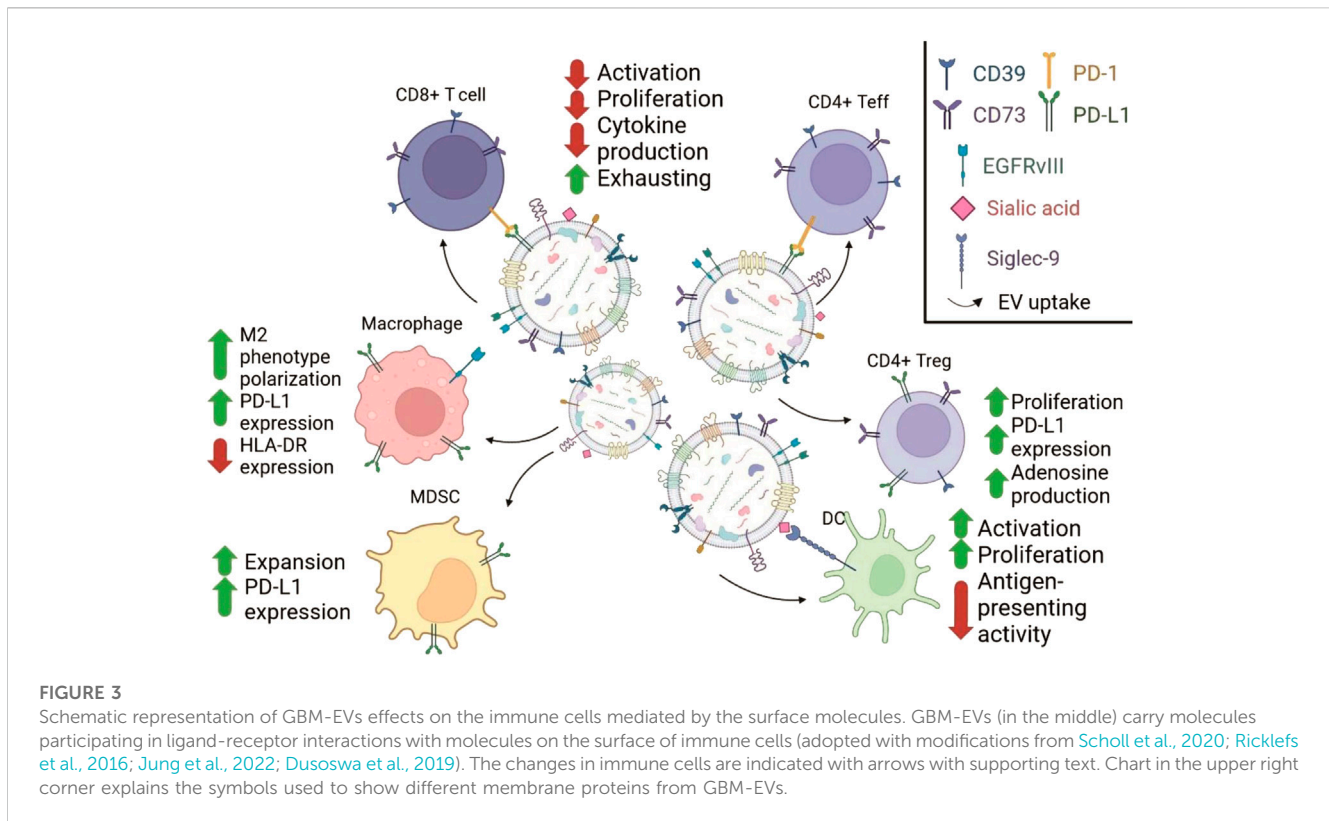 CD8+ T cell
Activation
Proliferation
Cytokine
production
Exhausting
CD4+ Teff
CD39
PD-1
CD73
PD-L1
EGFRvIII
Sialic acid
Siglec-9
EV uptake
Macrophage
M2
phenotype
polarization
PD-L1
expression
HLA-DR
expression
CD4+ Treg
Proliferation
PD-L1
expression
Adenosine
production
MDSC
Expansion
PD-L1
expression
DC
Activation
Proliferation
Antigen-
presenting
activity
FIGURE 3
Schematic representation of GBM-EVs effects on the immune cells mediated by the surface molecules. GBM-EVs (in the middle) carry molecules
participating in ligand-receptor interactions with molecules on the surface of immune cells (adopted with modifications from Scholl et al., 2020; Ricklefs
et al., 2016; Jung et al., 2022; Dusoswa et al., 2019). The changes in immune cells are indicated with arrows with supporting text. Chart in the upper right
corner explains the symbols used to show different membrane proteins from GBM-EVs.